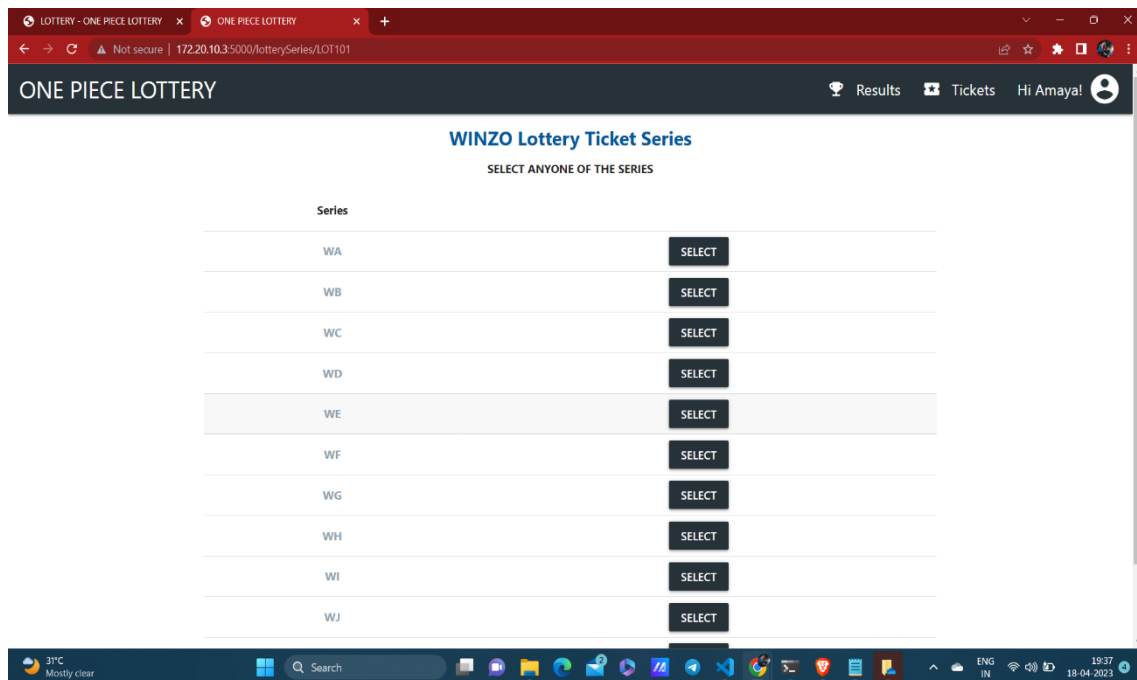 LOTTERY - ONE PIECE LOTTERY
ONE PIECE LOTTERY
Not secure | 172.20.10.3:5000/lotterySeries/LOT101
ONE PIECE LOTTERY Results Tickets Hi Amaya!
WINZO Lottery Ticket Series
SELECT ANYONE OF THE SERIES
Series
WA SELECT
WB SELECT
WC SELECT
WD SELECT
WE SELECT
WF SELECT
WG SELECT
WH SELECT
WI SELECT
WJ SELECT
31°C
Mostly clear
Search
2
ENG
IN
19:37
18-04-2023
4